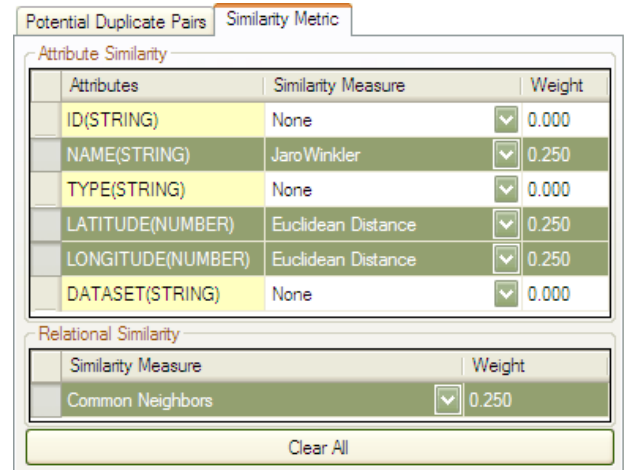 Potential Duplicate Pairs Similarity Metric
Attribute Similarity
Attributes Similarity Measure Weight
ID(STRING) None 0.000
NAME(STRING) JaroWinkler 0.250
TYPE(STRING) None 0.000
LATITUDE(NUMBER) Euclidean Distance 0.250
LONGITUDE(NUMBER) Euclidean Distance 0.250
DATASET(STRING) None 0.000
Relational Similarity
Similarity Measure Weight
Common Neighbors 0.250
Clear All